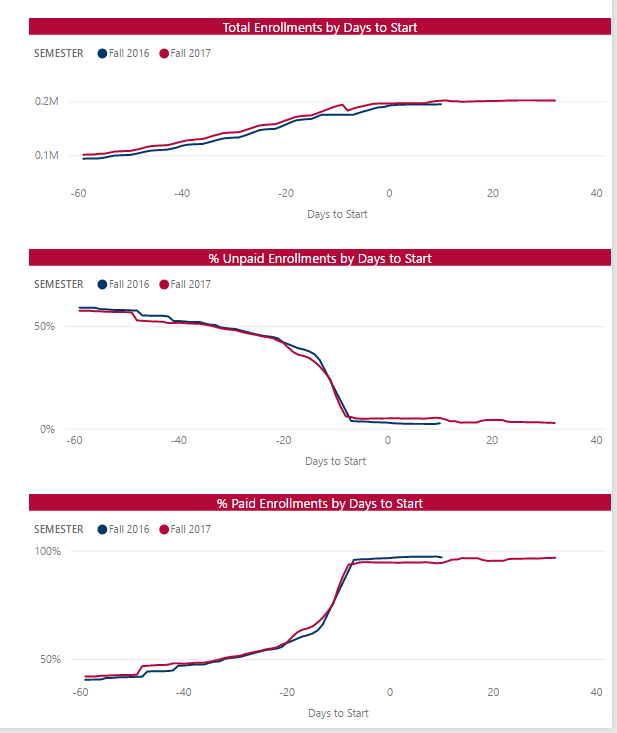 Total Enrollments by Days to Start
SEMESTER Fall 2016 Fall 2017
0.2M
0.1M
-60 -40 -20 0 20 40
Days to Start
% Unpaid Enrollments by Days to Start
SEMESTER Fall 2016 Fall 2017
50%
0%
-60 -40 -20 0 20 40
Days to Start
% Paid Enrollments by Days to Start
SEMESTER Fall 2016 Fall 2017
100%
50%
-60 -40 -20 0 20 40
Days to Start